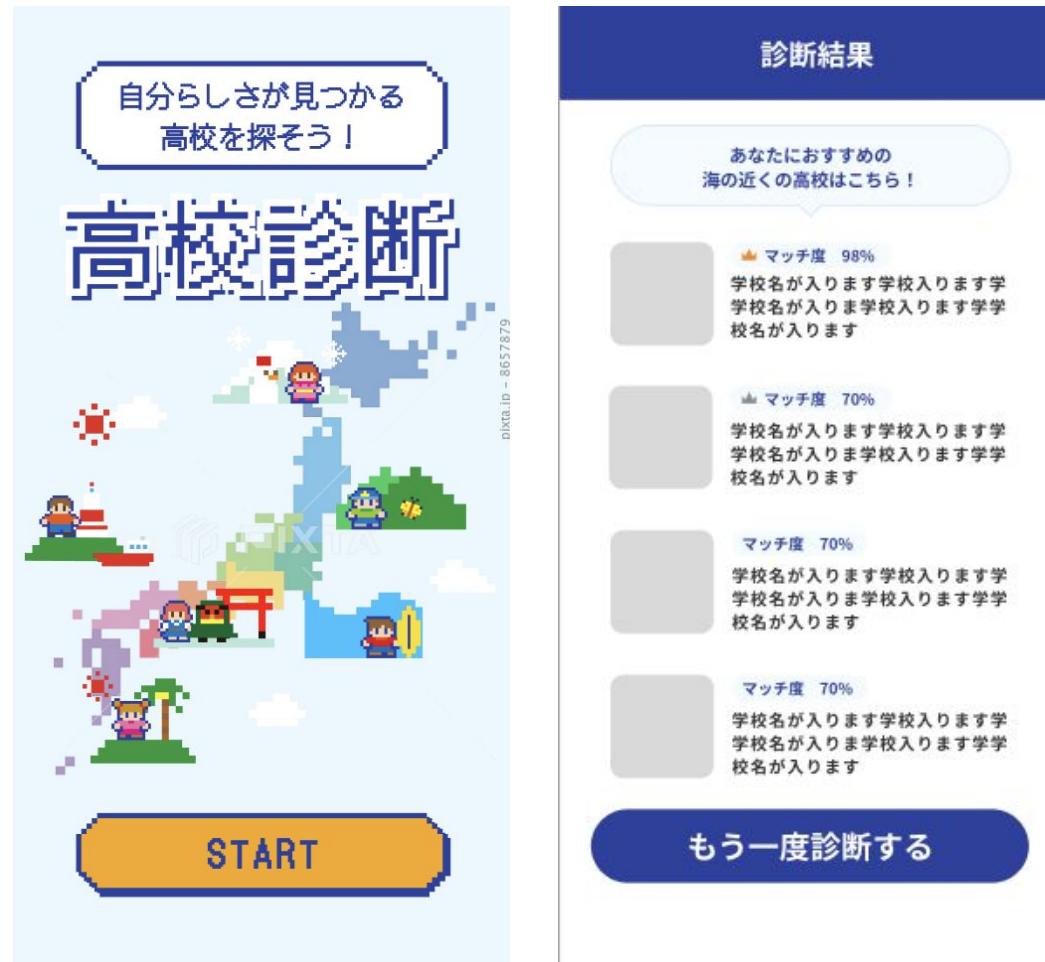 自分らしさが見つかる
高校を探そう！
高校診断
pixta.jp - 8657879
PIXTA
START
診断結果
あなたにおすすめの
海の近くの高校はこちら！
マッチ度 98%
学校名が入ります学校入ります学
学校名が入りま学校入ります学学
校名が入ります
マッチ度 70%
学校名が入ります学校入ります学
学校名が入りま学校入ります学学
校名が入ります
マッチ度 70%
学校名が入ります学校入ります学
学校名が入りま学校入ります学学
校名が入ります
マッチ度 70%
学校名が入ります学校入ります学
学校名が入りま学校入ります学学
校名が入ります
もう一度診断する